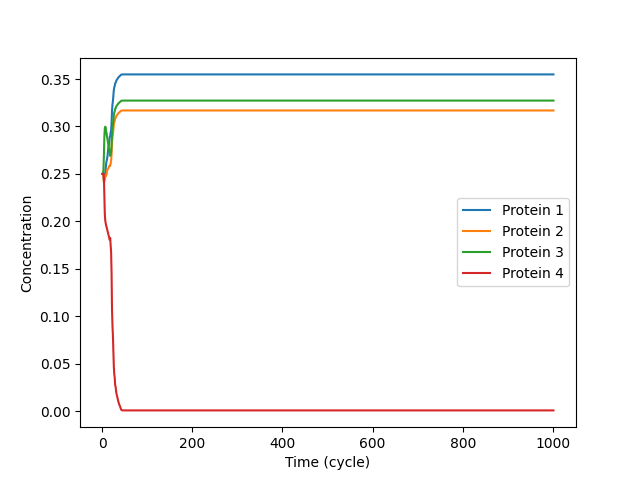 0.35
0.30
0.25
0.20
0.15
0.10
0.05
0.00
Concentration
Protein 1
Protein 2
Protein 3
Protein 4
0 200 400 600 800 1000
Time (cycle)